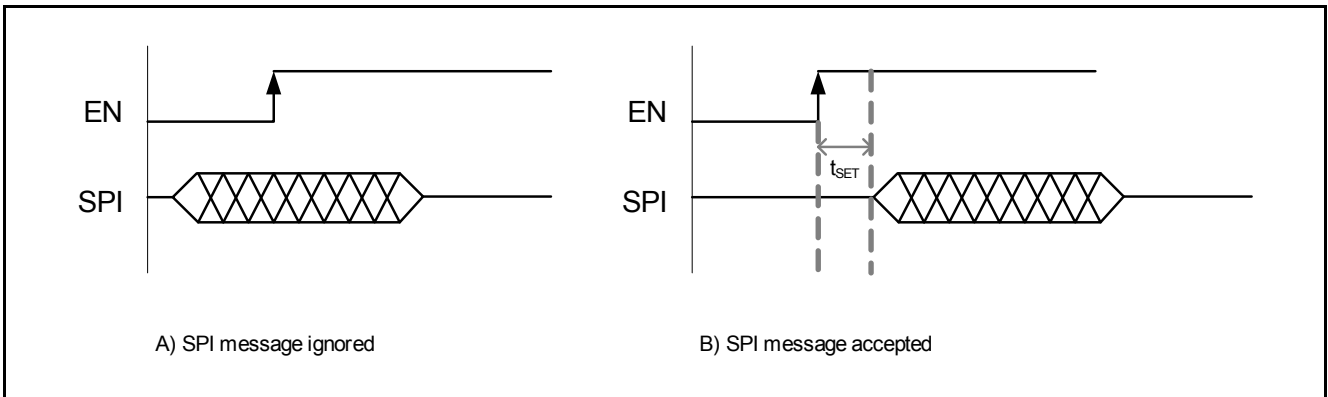 EN
SPI
A) SPI message ignored
EN
tSET
SPI
B) SPI message accepted